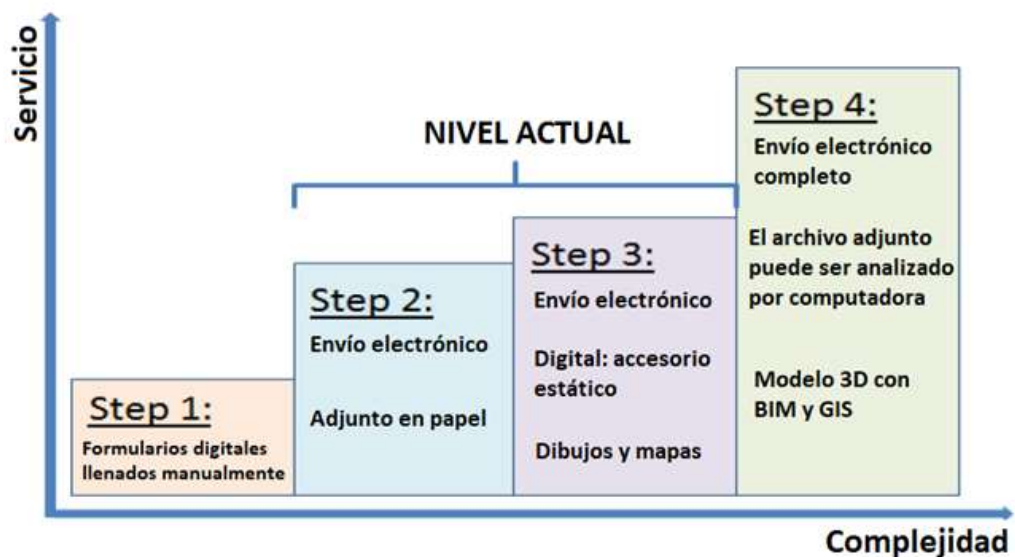 Servicio
NIVEL ACTUAL
Step 1:
Formularios digitales
llenados manualmente
Step 2:
Envío electrónico
Adjunto en papel
Step 3:
Envío electrónico
Digital: accesorio
estático
Dibujos y mapas
Step 4:
Envío electrónico
completo
El archivo adjunto
puede ser analizado
por computadora
Modelo 3D con
BIM y GIS
Complejidad